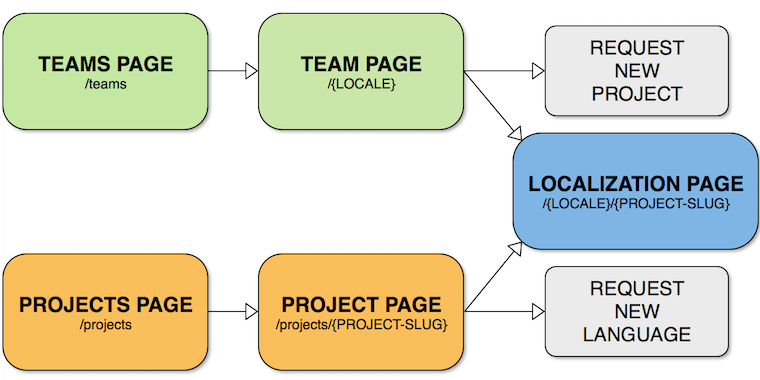 TEAMS PAGE
/teams
TEAM PAGE
/{LOCALE}
REQUEST
NEW
PROJECT
LOCALIZATION PAGE
/{LOCALE}/{PROJECT-SLUG}
PROJECTS PAGE
/projects
PROJECT PAGE
/projects/{PROJECT-SLUG}
REQUEST
NEW
LANGUAGE